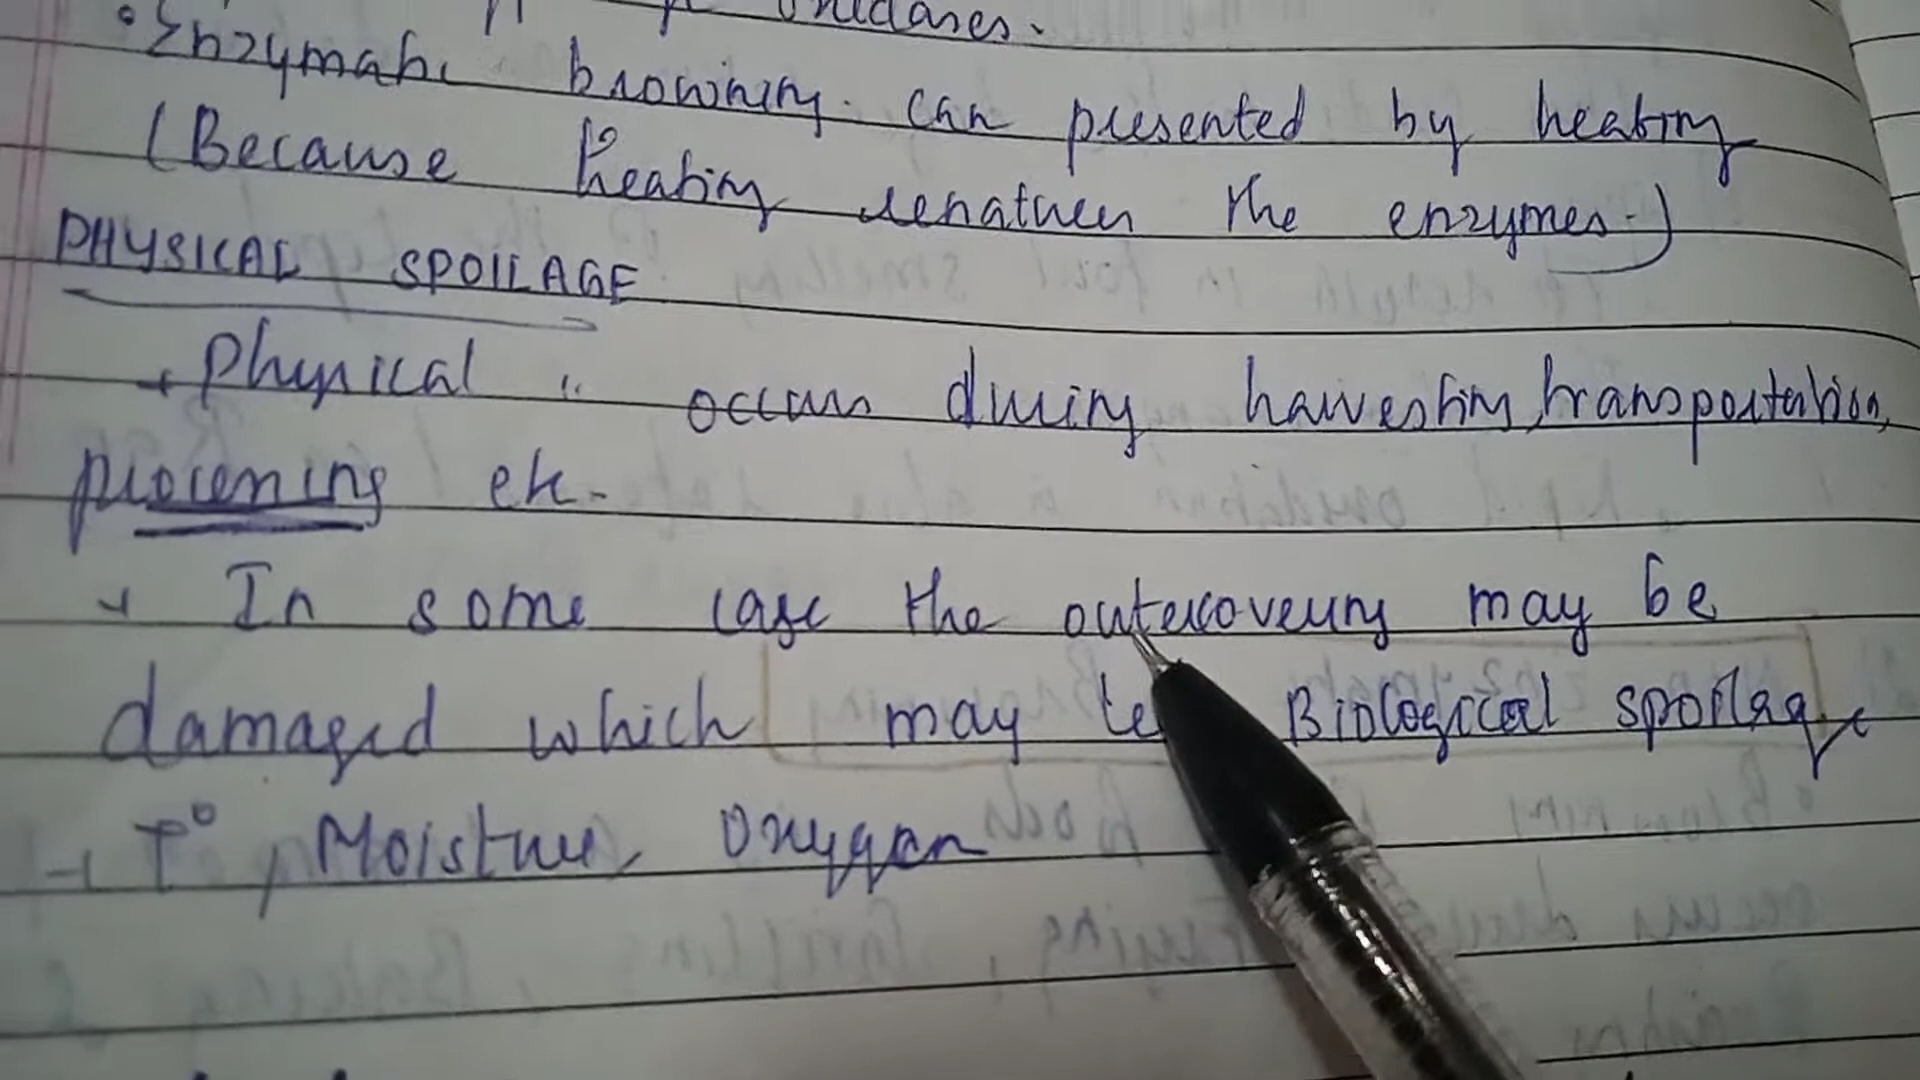 oxidases.
• Enzymatic browning can presented by heating
(Because heating denatures the enzymes.)
PHYSICAL SPOILAGE
→ Physical " occurs during harvesting, transportation,
processing etc.
→ In some case the outercovering may be
damaged which may Biological spoilage
→ T°, Moisture, Oxygen